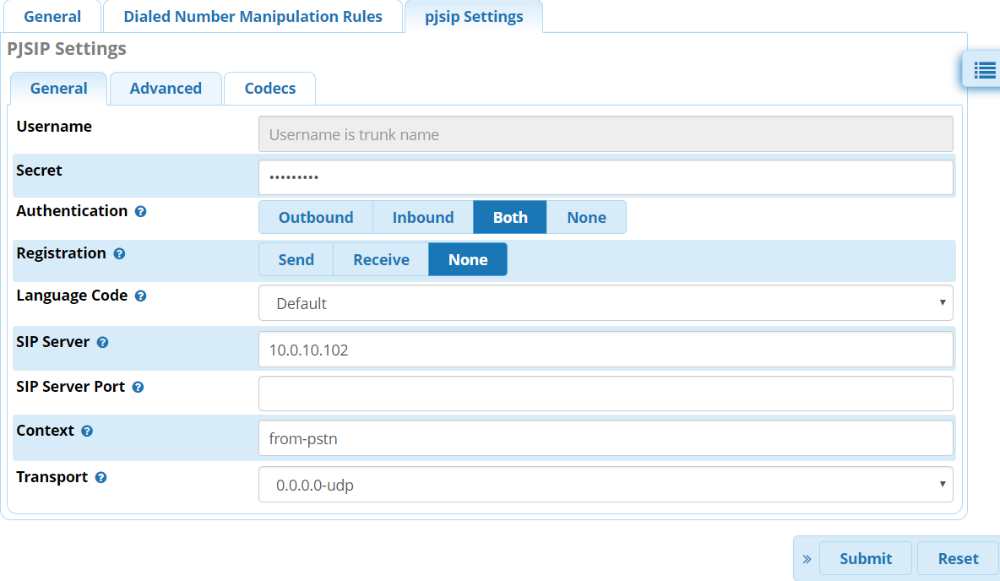 General Dialed Number Manipulation Rules pjsip Settings
PJSIP Settings
General Advanced Codecs
Username Username is trunk name
Secret •••••••••
Authentication ? Outbound Inbound Both None
Registration ? Send Receive None
Language Code ? Default
SIP Server ? 10.0.10.102
SIP Server Port ?
Context ? from-pstn
Transport ? 0.0.0.0-udp
» Submit Reset